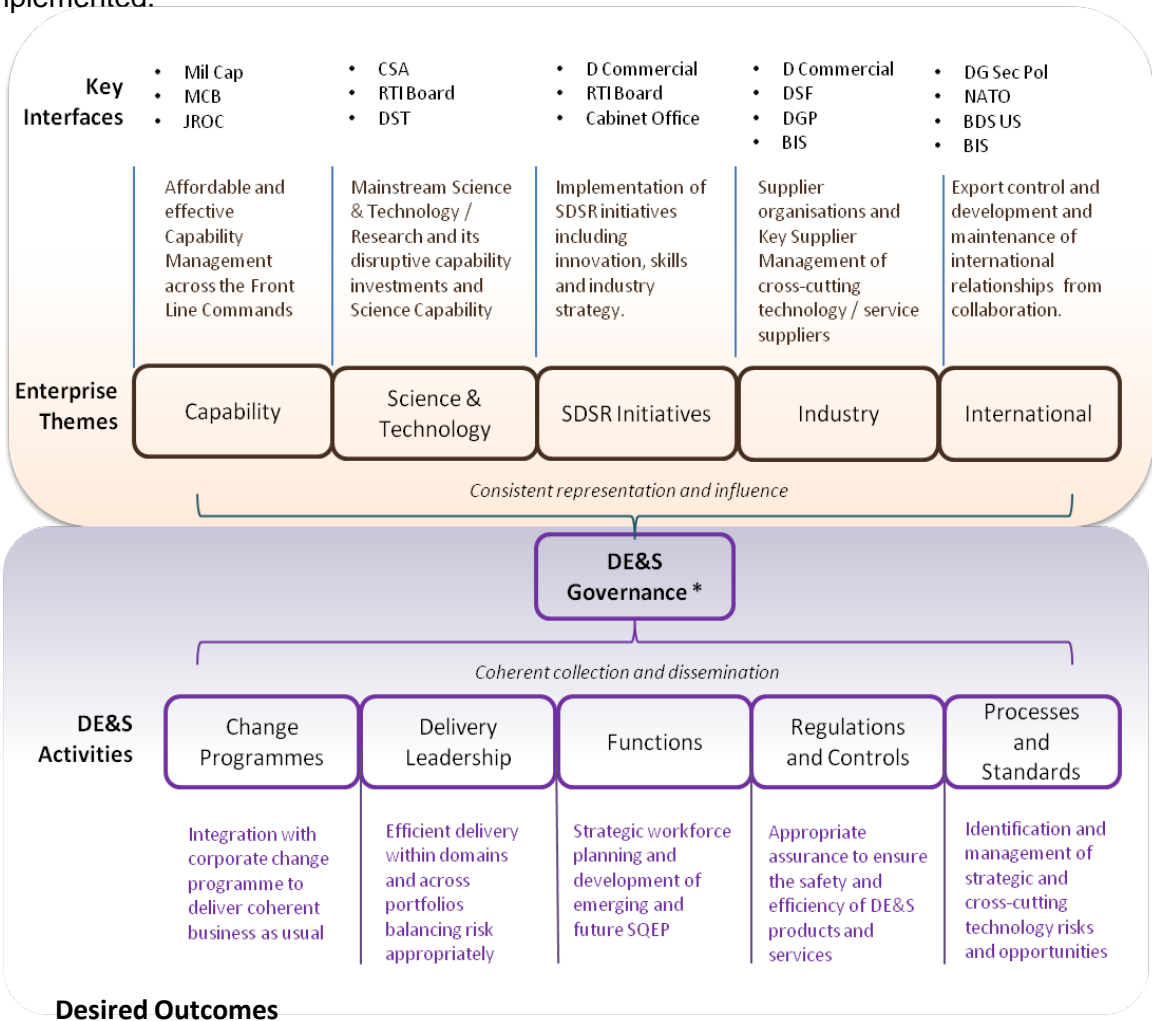 nplemented.
Key
Interfaces
• Mil Cap
• MCB
• JROC
• CSA
• RTI Board
• DST
• D Commercial
• RTI Board
• Cabinet Office
• D Commercial
• DSF
• DGP
• BIS
• DG Sec Pol
• NATO
• BDS US
• BIS
Affordable and
effective
Capability
Management
across the Front
Line Commands
Mainstream Science
& Technology /
Research and its
disruptive capability
investments and
Science Capability
Implementation of
SDSR initiatives
including
innovation, skills
and industry
strategy.
Supplier
organisations and
Key Supplier
Management of
cross-cutting
technology / service
suppliers
Export control and
development and
maintenance of
international
relationships from
collaboration.
Enterprise
Themes
Capability
Science &
Technology
SDSR Initiatives
Industry
International
Consistent representation and influence
DE&S
Governance *
Coherent collection and dissemination
DE&S
Activities
Change
Programmes
Delivery
Leadership
Functions
Regulations
and Controls
Processes
and
Standards
Integration with
corporate change
programme to
deliver coherent
business as usual
Efficient delivery
within domains
and across
portfolios
balancing risk
appropriately
Strategic workforce
planning and
development of
emerging and
future SQEP
Appropriate
assurance to ensure
the safety and
efficiency of DE&S
products and
services
Identification and
management of
strategic and
cross-cutting
technology risks
and opportunities
Desired Outcomes